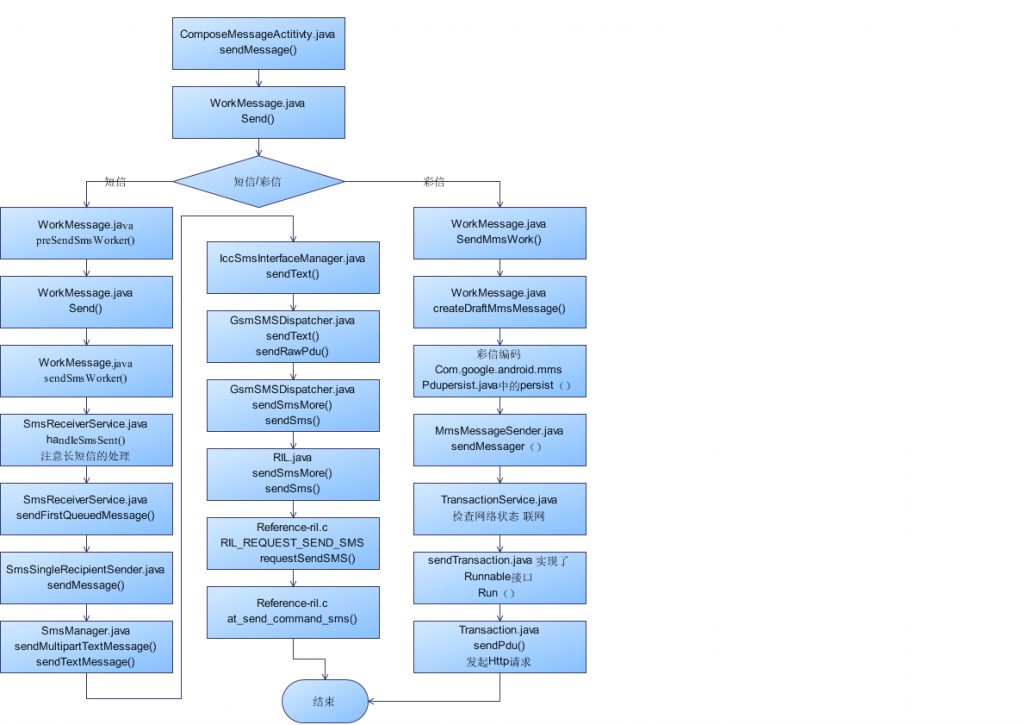 ComposeMessageActitivty.java
sendMessage()
WorkMessage.java
Send()
短信/彩信
短信
彩信
WorkMessage.java
preSendSmsWorker()
WorkMessage.java
Send()
WorkMessage.java
sendSmsWorker()
SmsReceiverService.java
handleSmsSent()
注意长短信的处理
SmsReceiverService.java
sendFirstQueuedMessage()
SmsSingleRecipientSender.java
sendMessage()
SmsManager.java
sendMultipartTextMessage()
sendTextMessage()
IccSmsInterfaceManager.java
sendText()
GsmSMSDispatcher.java
sendText()
sendRawPdu()
GsmSMSDispatcher.java
sendSmsMore()
sendSms()
RIL.java
sendSmsMore()
sendSms()
Reference-ril.c
RIL_REQUEST_SEND_SMS
requestSendSMS()
Reference-ril.c
at_send_command_sms()
WorkMessage.java
SendMmsWork()
WorkMessage.java
createDraftMmsMessage()
彩信编码
Com.google.android.mms
Pdupersist.java中的persist（）
MmsMessageSender.java
sendMessager（）
TransactionService.java
检查网络状态 联网
sendTransaction.java 实现了
Runnable接口
Run（）
Transaction.java
sendPdu()
发起Http请求
结束